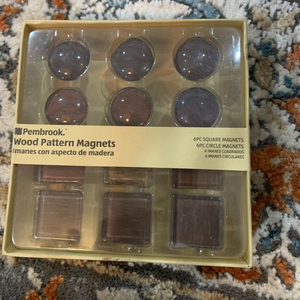 Pembrook.
Wood Pattern Magnets
Imanes con aspecto de madera
6PC SQUARE MAGNETS
6PC CIRCLE MAGNETS
6 IMANES CUADRADOS
6 IMANES CIRCULARES